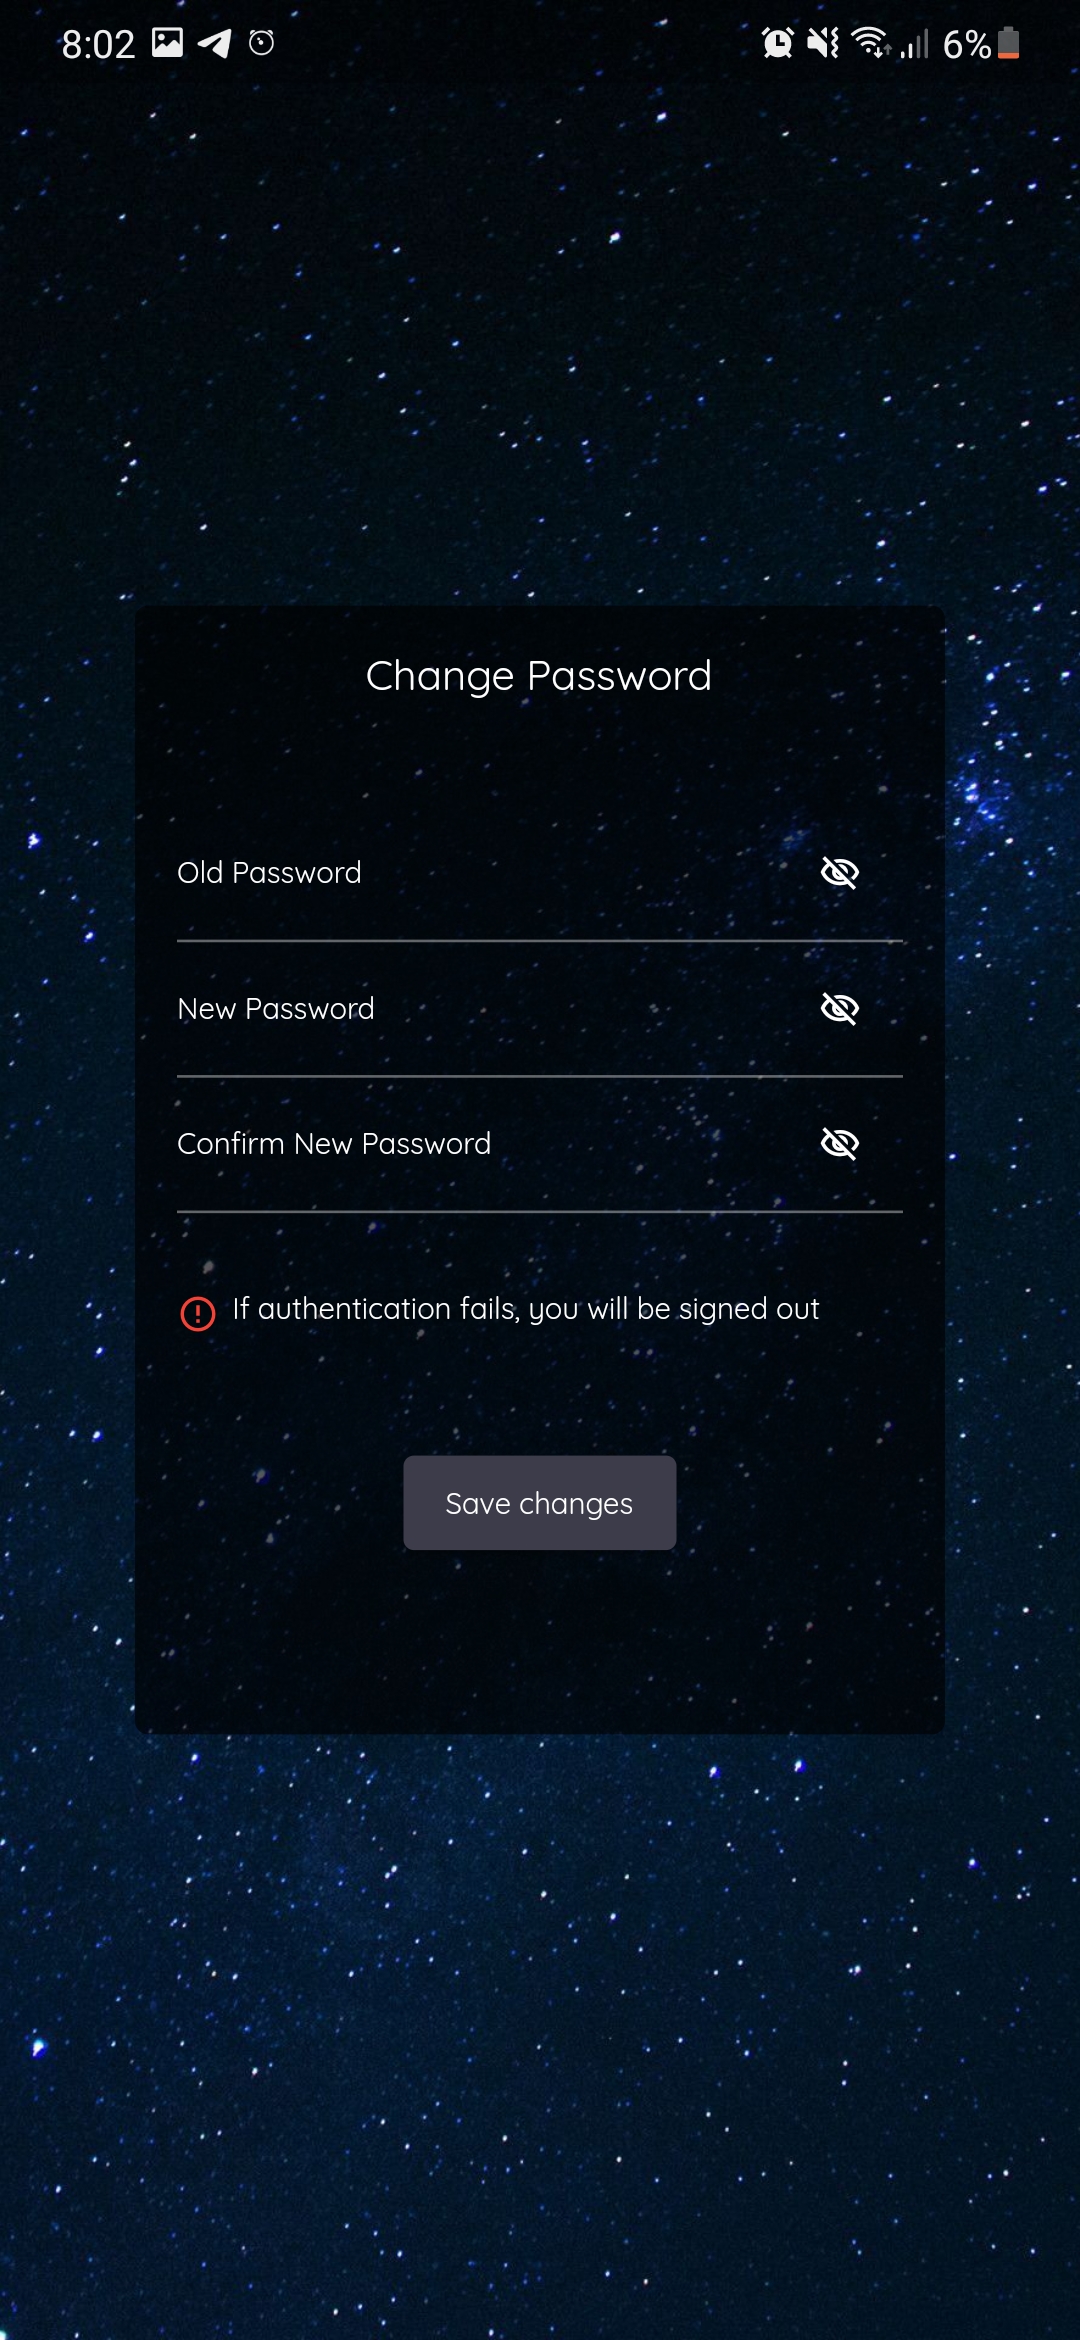 8:02
6%
Change Password
Old Password
New Password
Confirm New Password
If authentication fails, you will be signed out
Save changes